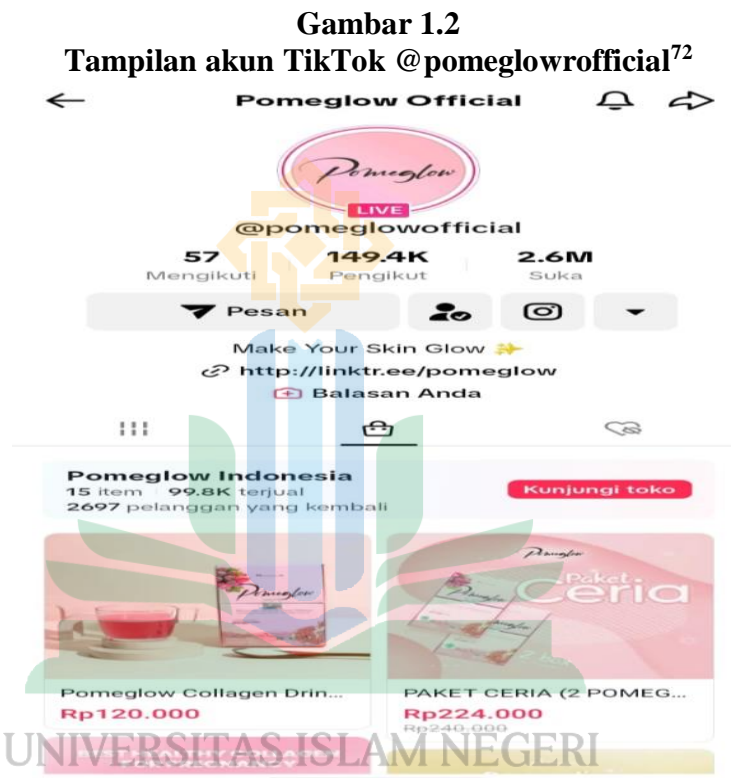 Gambar 1.2
Tampilan akun TikTok @pomeglowrofficial72
Pomeglow Official
Pomeglow
LIVE
@pomeglowofficial
57 149.4K 2.6M
Mengikuti Pengikut Suka
Pesan
Make Your Skin Glow ✨
http://linktr.ee/pomeglow
Balasan Anda
Pomeglow Indonesia
15 item 99.8K terjual
Kunjungi toko
2697 pelanggan yang kembali
Pomeglow
Pomeglow
Paket
Ceria
Pomeglow Collagen Drin... PAKET CERIA (2 POMEG...
Rp120.000 Rp224.000
Rp240.000
UNIVERSITAS ISLAM NEGERI